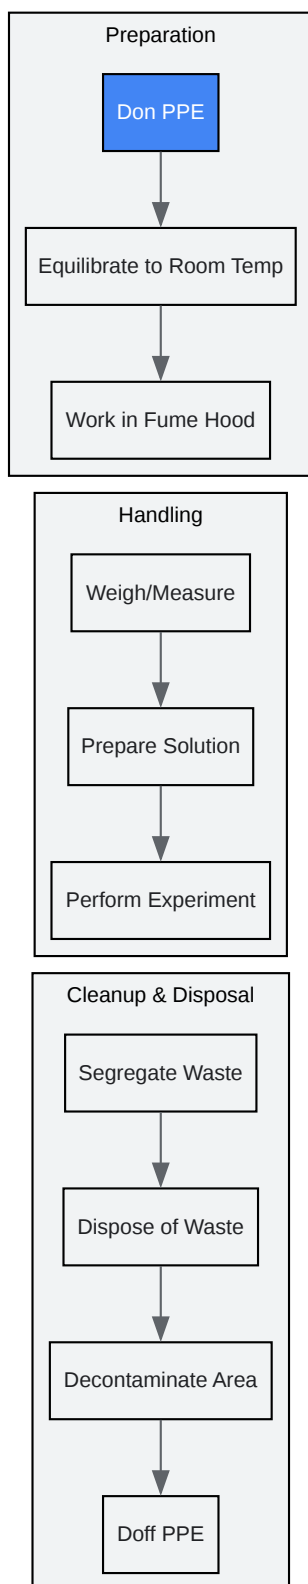 Preparation
Don PPE
Equilibrate to Room Temp
Work in Fume Hood
Handling
Weigh/Measure
Prepare Solution
Perform Experiment
Cleanup & Disposal
Segregate Waste
Dispose of Waste
Decontaminate Area
Doff PPE